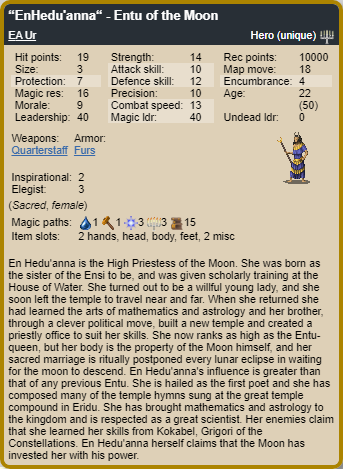 “EnHedu'anna“ - Entu of the Moon
EA Ur Hero (unique)
Hit points: 19 Strength: 14 Rec points: 10000
Size: 3 Attack skill: 10 Map move: 18
Protection: 7 Defence skill: 12 Encumbrance: 4
Magic res: 16 Precision: 10 Age: 22
Morale: 9 Combat speed: 13 (50)
Leadership: 40 Magic ldr: 40 Undead ldr: 0
Weapons: Armor:
Quarterstaff Furs
Inspirational: 2
Elegist: 3
(Sacred, female)
Magic paths: 1 1 3 3 15
Item slots: 2 hands, head, body, feet, 2 misc
En Hedu'anna is the High Priestess of the Moon. She was born as
the sister of the Ensi to be, and was given scholarly training at the
House of Water. She turned out to be a willful young lady, and she
soon left the temple to travel near and far. When she returned she
had learned the arts of mathematics and astrology and her brother,
through a clever political move, built a new temple and created a
priestly office to suit her skills. She now ranks as high as the Entu-
queen, but her body is the property of the Moon himself, and her
sacred marriage is ritually postponed every lunar eclipse in waiting
for the moon to descend. En Hedu'anna's influence is greater than
that of any previous Entu. She is hailed as the first poet and she has
composed many of the temple hymns sung at the great temple
compound in Eridu. She has brought mathematics and astrology to
the kingdom and is respected as a great scientist. Her enemies claim
that she learned her skills from Kokabel, Grigori of the
Constellations. En Hedu'anna herself claims that the Moon has
invested her with his power.